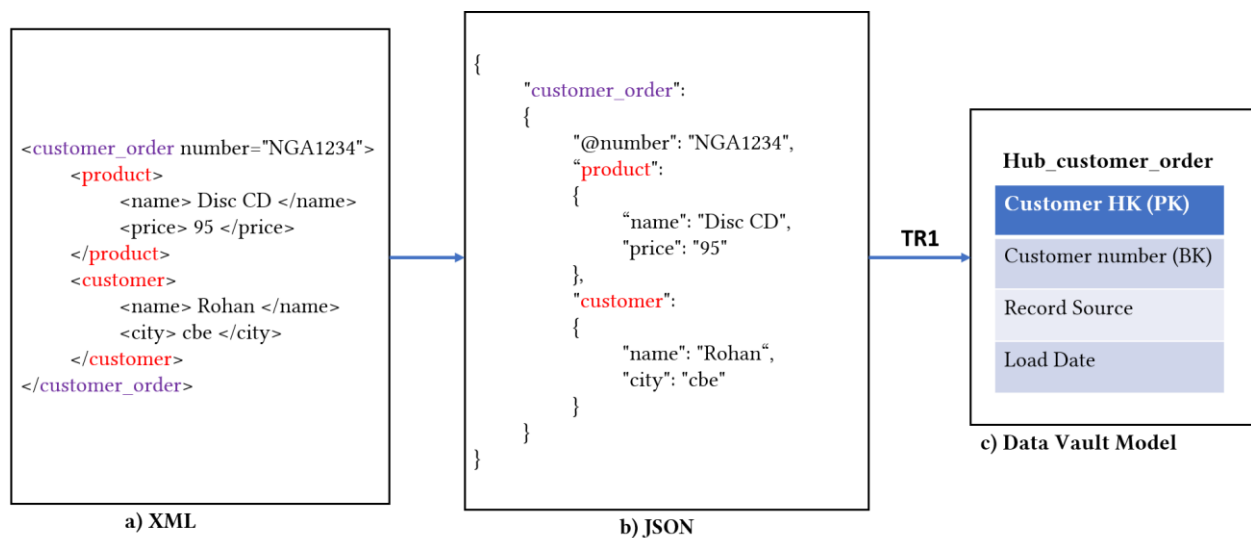 <customer_order number="NGA1234">
<product>
<name> Disc CD </name>
<price> 95 </price>
</product>
<customer>
<name> Rohan </name>
<city> cbe </city>
</customer>
</customer_order>
a) XML
{
"customer_order":
{
"@number": "NGA1234",
“product":
{
“name": "Disc CD",
"price": "95"
},
"customer":
{
"name": "Rohan“,
"city": "cbe"
}
}
}
b) JSON
TR1
Hub_customer_order
Customer HK (PK)
Customer number (BK)
Record Source
Load Date
c) Data Vault Model